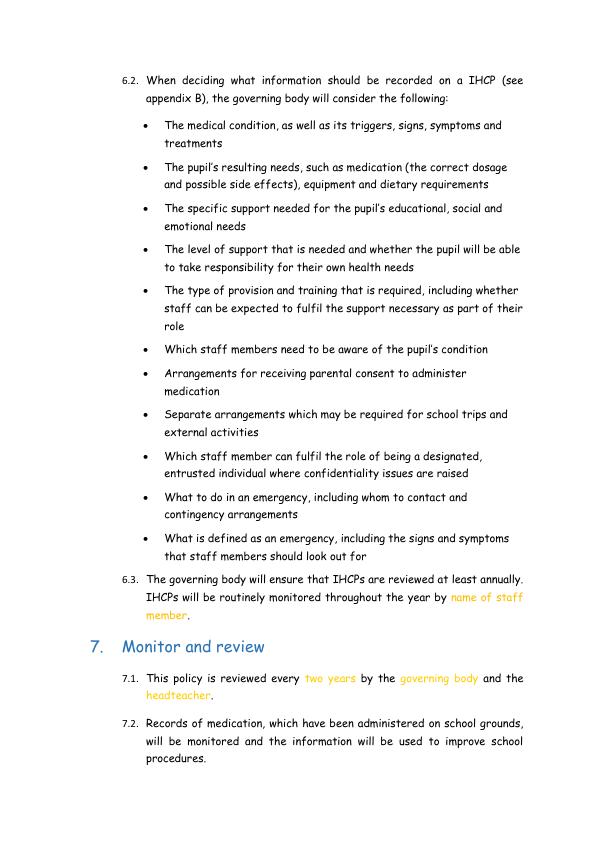 6.2. When deciding what information should be recorded on a IHCP (see
appendix B), the governing body will consider the following:
• The medical condition, as well as its triggers, signs, symptoms and
treatments
• The pupil's resulting needs, such as medication (the correct dosage
and possible side effects), equipment and dietary requirements
• The specific support needed for the pupil's educational, social and
emotional needs
• The level of support that is needed and whether the pupil will be able
to take responsibility for their own health needs
• The type of provision and training that is required, including whether
staff can be expected to fulfil the support necessary as part of their
role
• Which staff members need to be aware of the pupil's condition
• Arrangements for receiving parental consent to administer
medication
• Separate arrangements which may be required for school trips and
external activities
• Which staff member can fulfil the role of being a designated,
entrusted individual where confidentiality issues are raised
• What to do in an emergency, including whom to contact and
contingency arrangements
• What is defined as an emergency, including the signs and symptoms
that staff members should look out for
6.3. The governing body will ensure that IHCPs are reviewed at least annually.
IHCPs will be routinely monitored throughout the year by name of staff
member.
7. Monitor and review
7.1. This policy is reviewed every two years by the governing body and the
headteacher.
7.2. Records of medication, which have been administered on school grounds,
will be monitored and the information will be used to improve school
procedures.